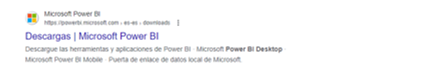 Microsoft Power BI
https://powerbi.microsoft.com › es-es › downloads
Descargas | Microsoft Power BI
Descargue las herramientas y aplicaciones de Power BI · Microsoft Power BI Desktop ·
Microsoft Power BI Mobile · Puerta de enlace de datos local de Microsoft.